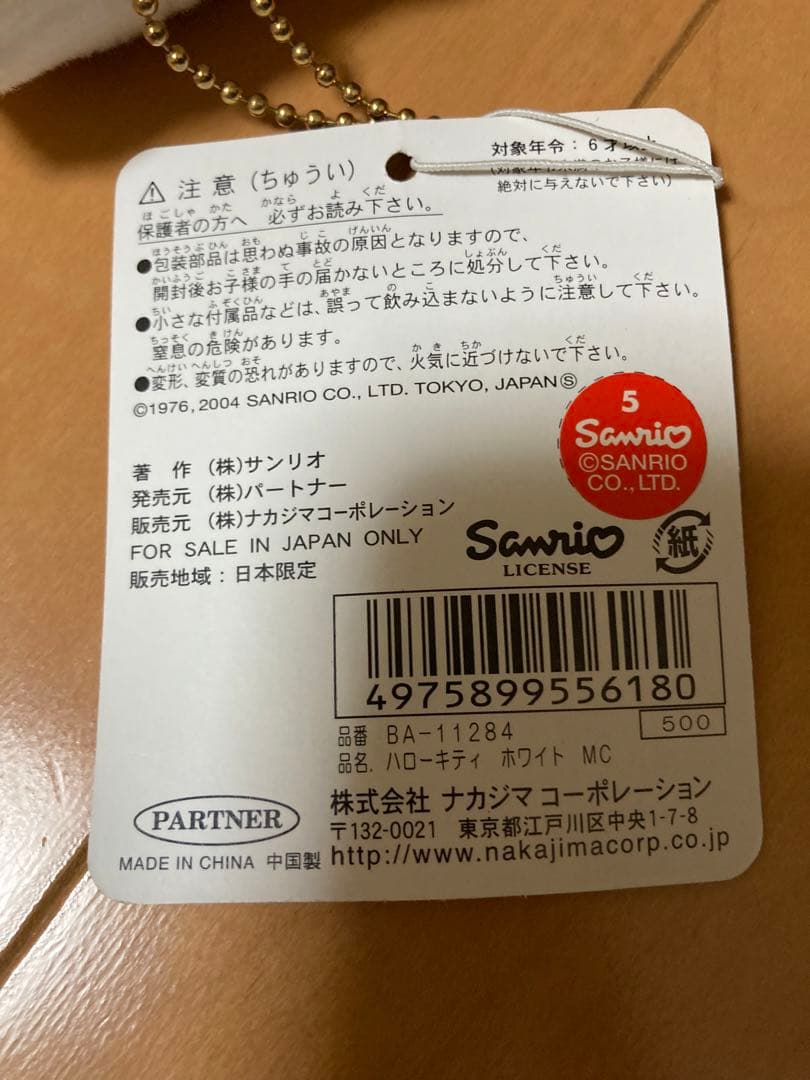 対象年令：6才以上
絶対に与えないで下さい)
⚠ 注意(ちゅうい)
保護者の方へ 必ずお読み下さい。
●包装部品は思わぬ事故の原因となりますので、
開封後お子様の手の届かないところに処分して下さい。
●小さな付属品などは、誤って飲み込まないように注意して下さい。
窒息の危険があります。
●変形、変質の恐れがありますので、火気に近づけないで下さい。
©1976, 2004 SANRIO CO., LTD. TOKYO, JAPANⓈ
5
Sanrio
©SANRIO
CO., LTD.
著 作 (株)サンリオ
発売元 (株)パートナー
販売元 (株)ナカジマコーポレーション
FOR SALE IN JAPAN ONLY
販売地域：日本限定
Sanrio
LICENSE
紙
4975899556180
500
品番 BA-11284
品名. ハローキティ ホワイト MC
株式会社 ナカジマコーポレーション
〒132-0021 東京都江戸川区中央1-7-8
http://www.nakajimacorp.co.jp
PARTNER
MADE IN CHINA 中国製